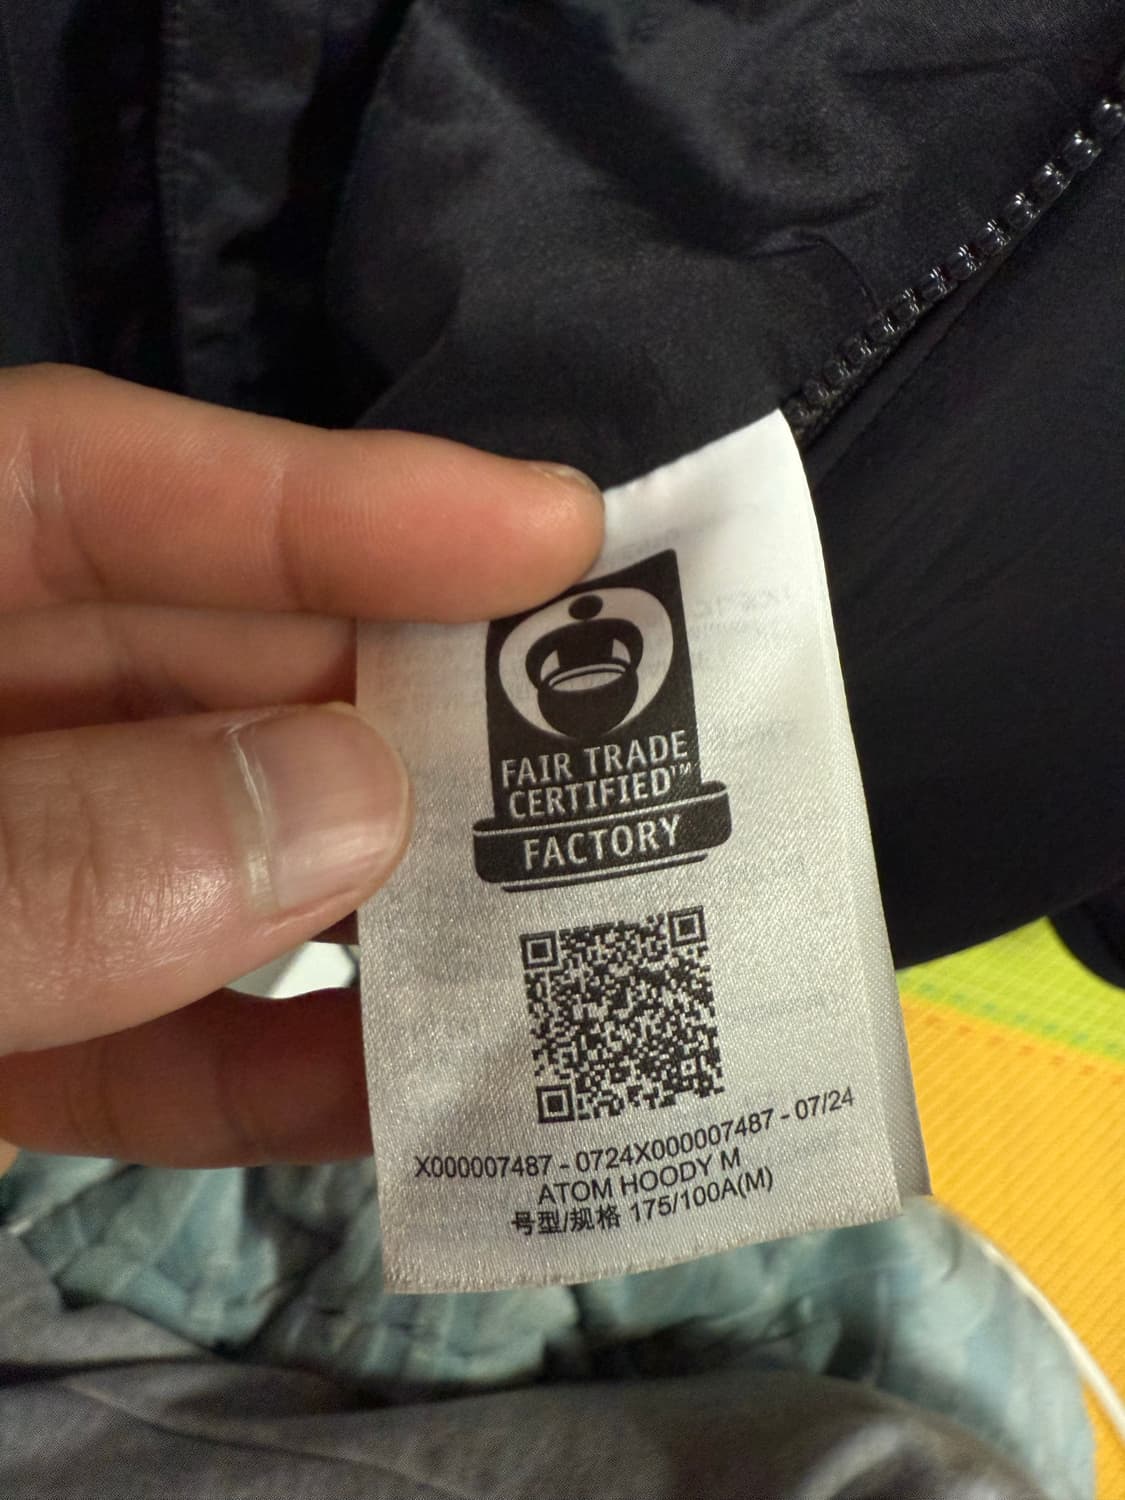 FAIR TRADE
CERTIFIED™
FACTORY
X000007487 - 0724X000007487 - 07/24
ATOM HOODY M
号型/规格 175/100A(M)